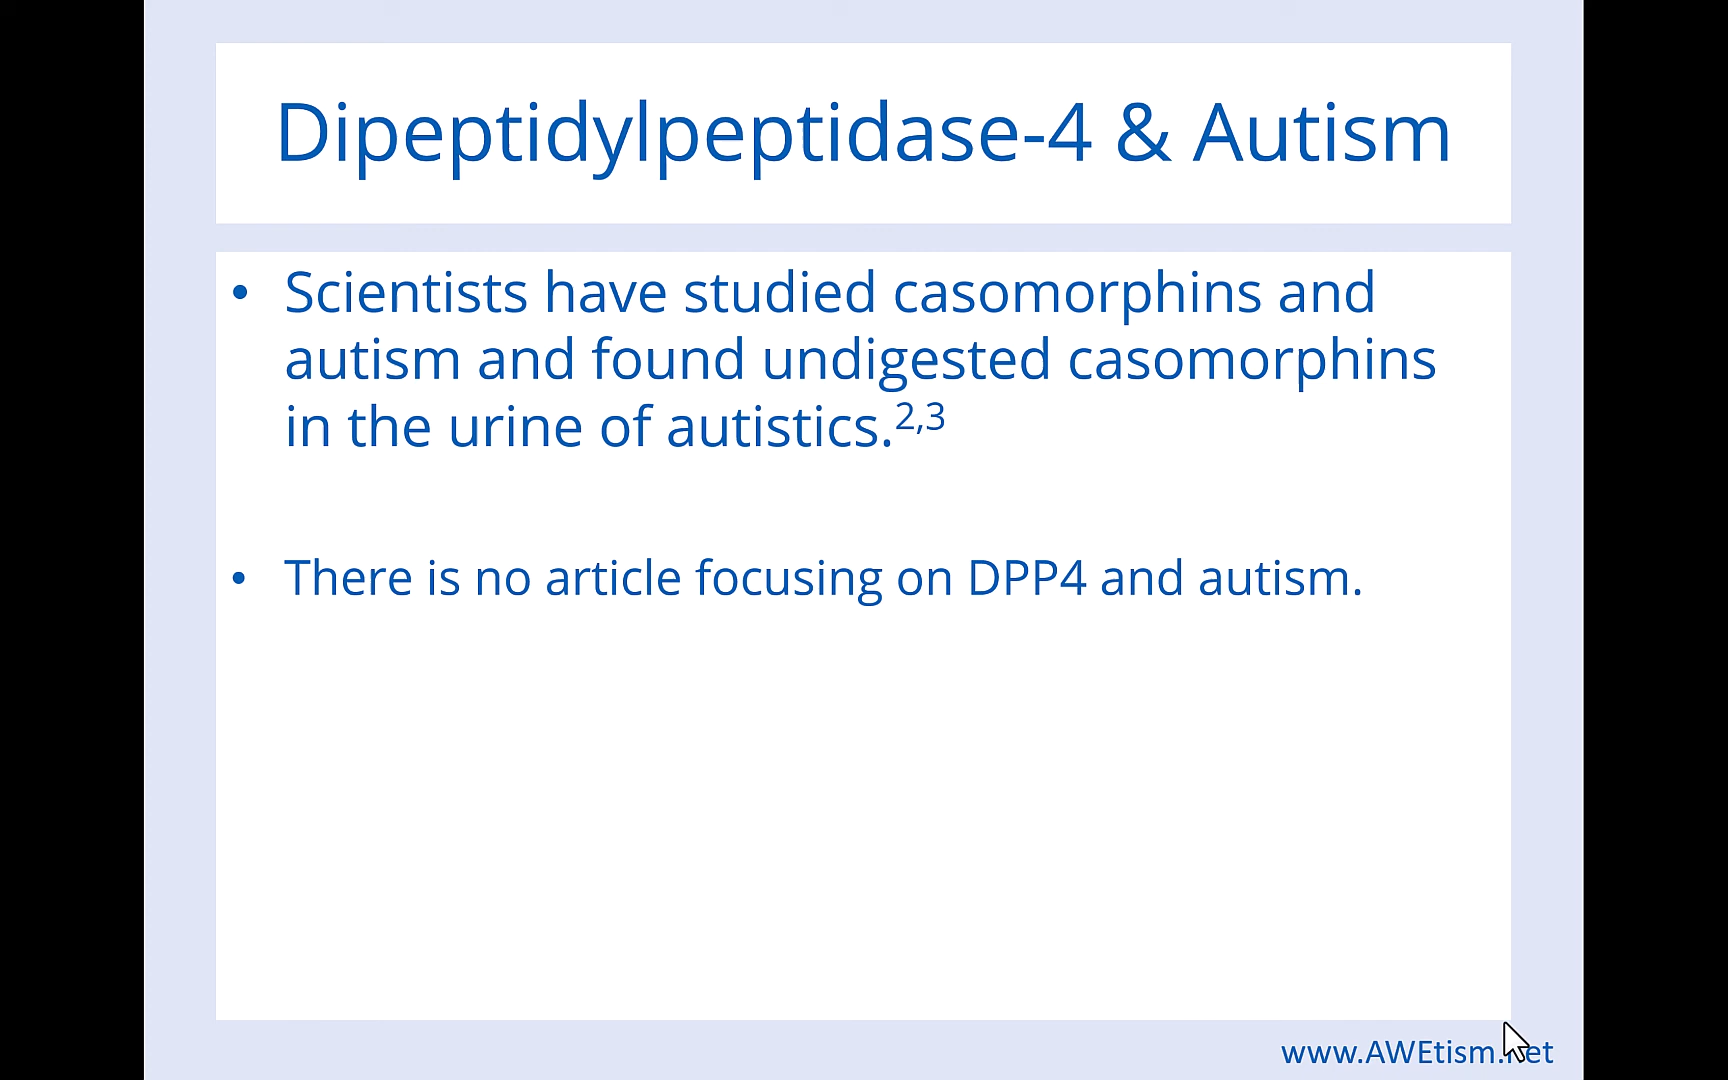 Dipeptidylpeptidase-4 & Autism
• Scientists have studied casomorphins and
autism and found undigested casomorphins
in the urine of autistics.2,3
• There is no article focusing on DPP4 and autism.
www.AWEtism.net